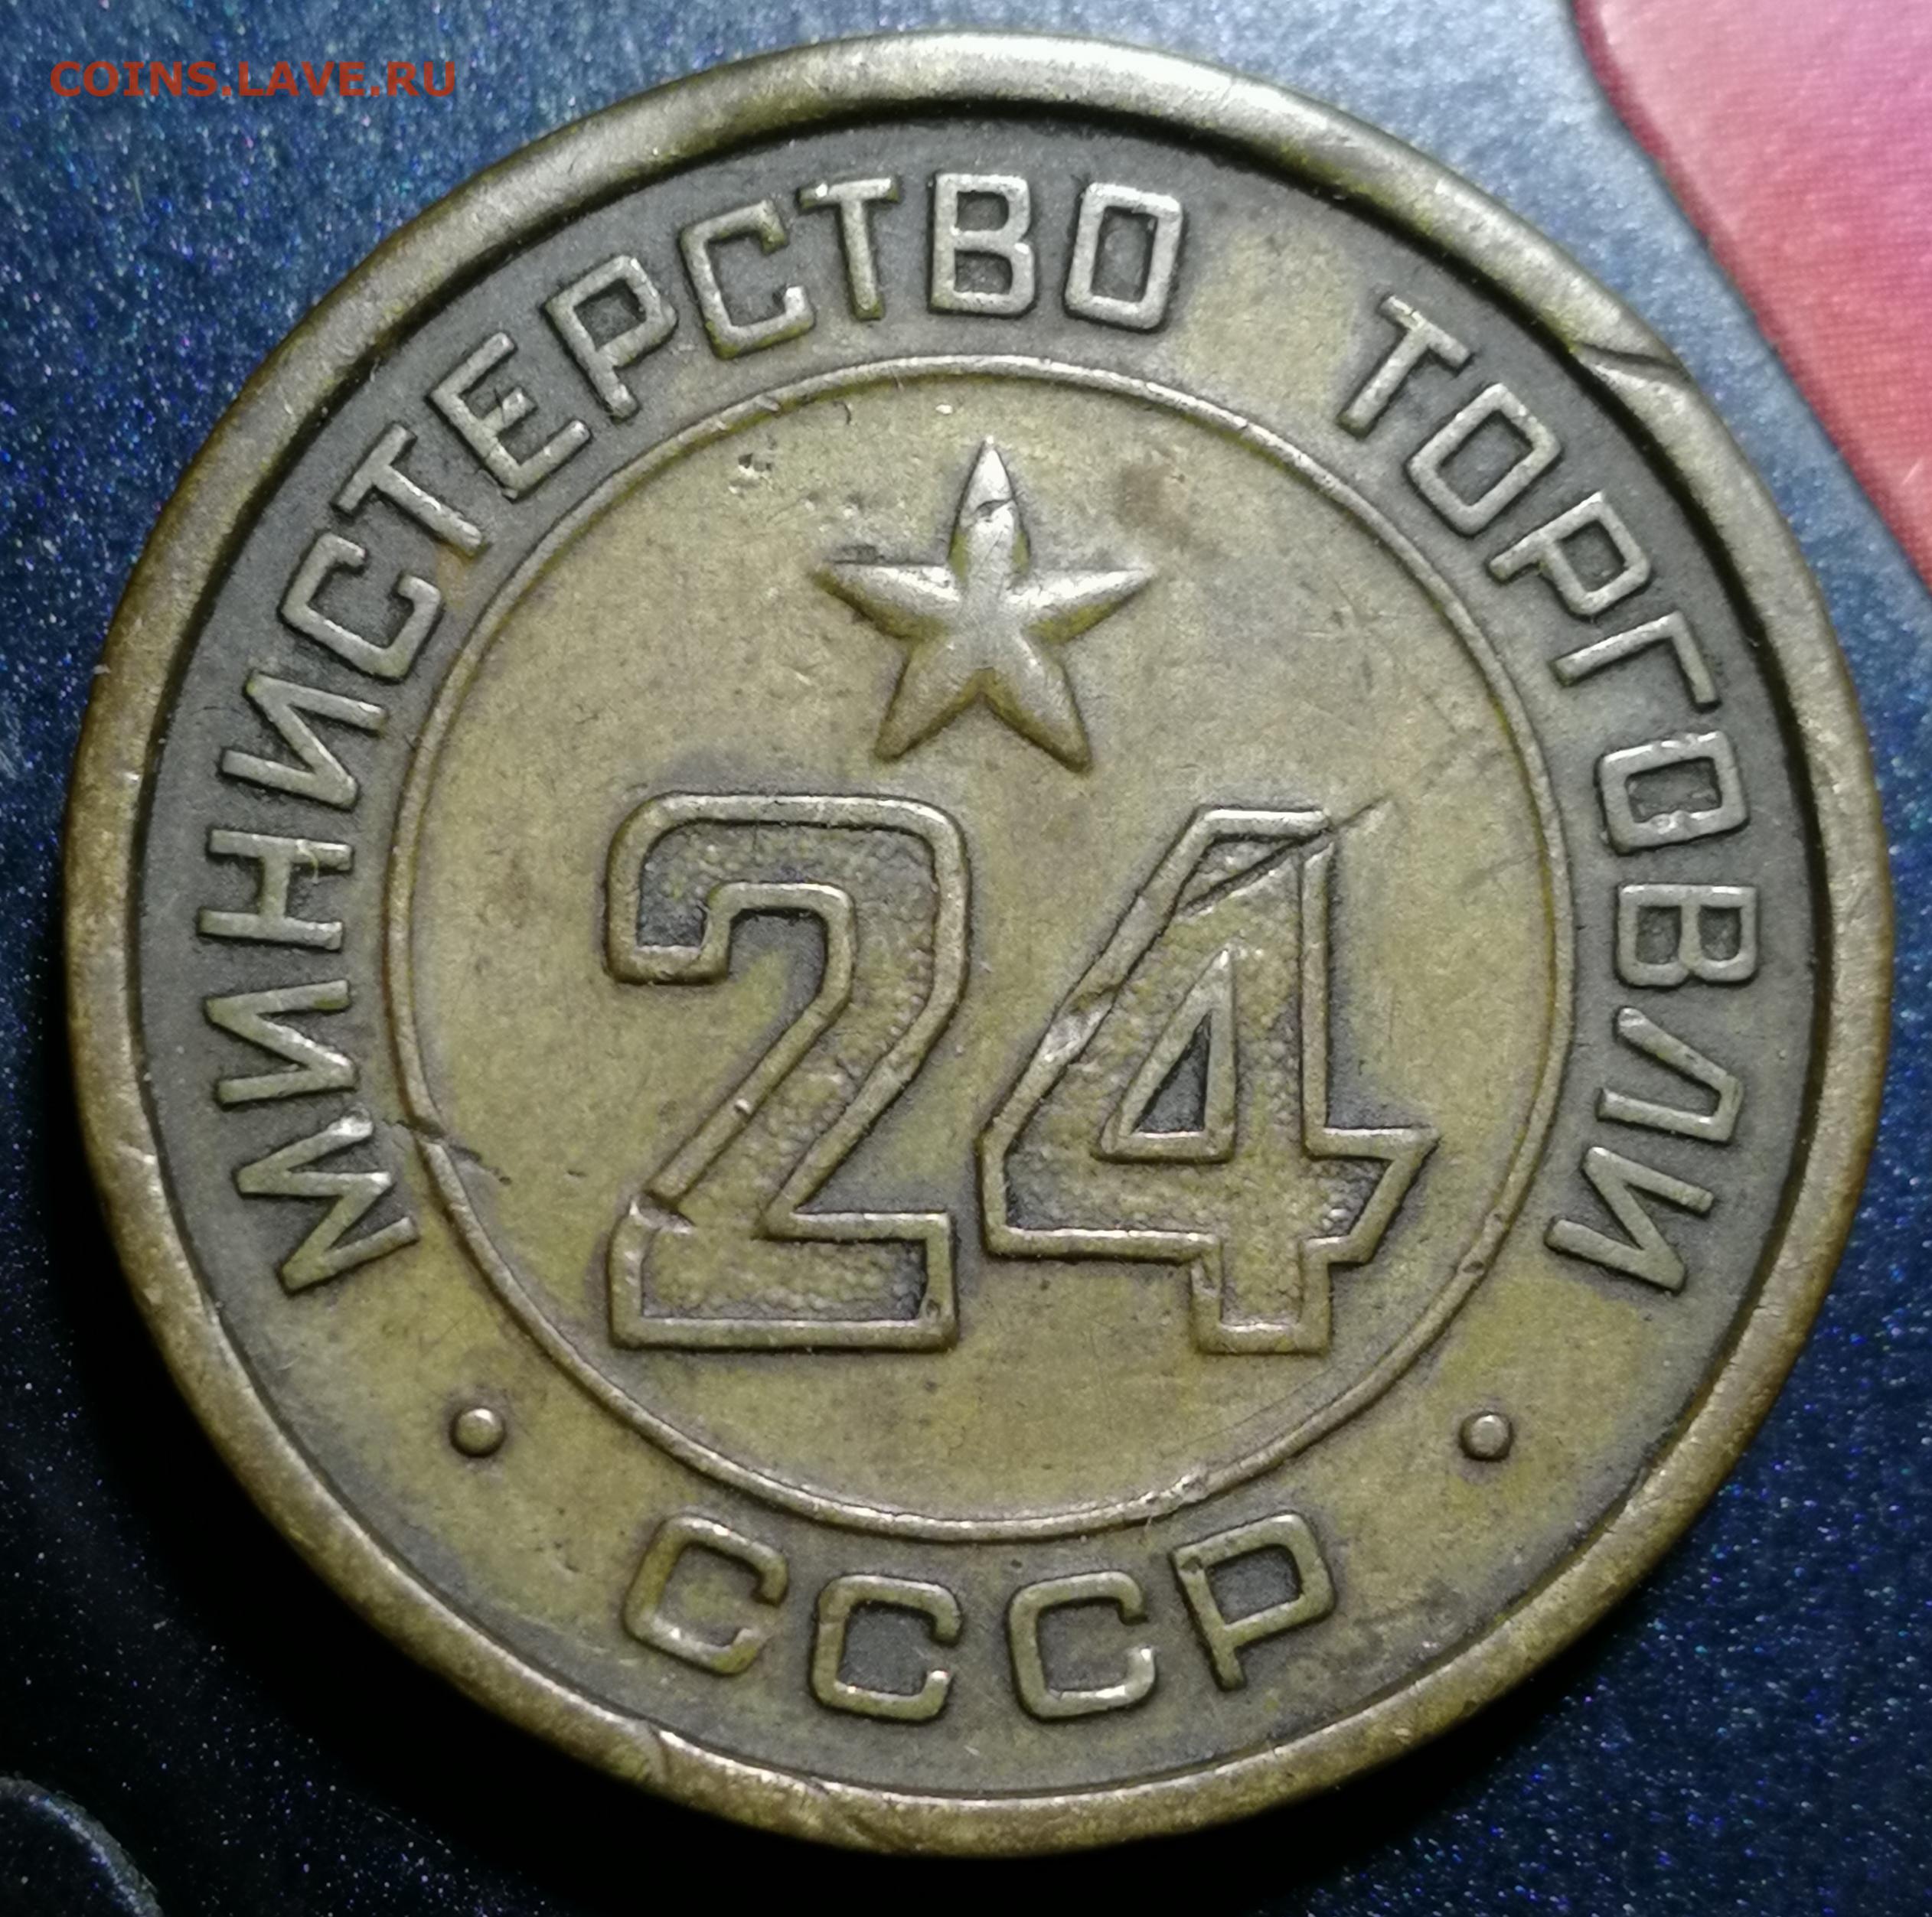 COINS.LAVE.RU
МИНИСТЕРСТВО ТОРГОВЛИ
24
• СССР •